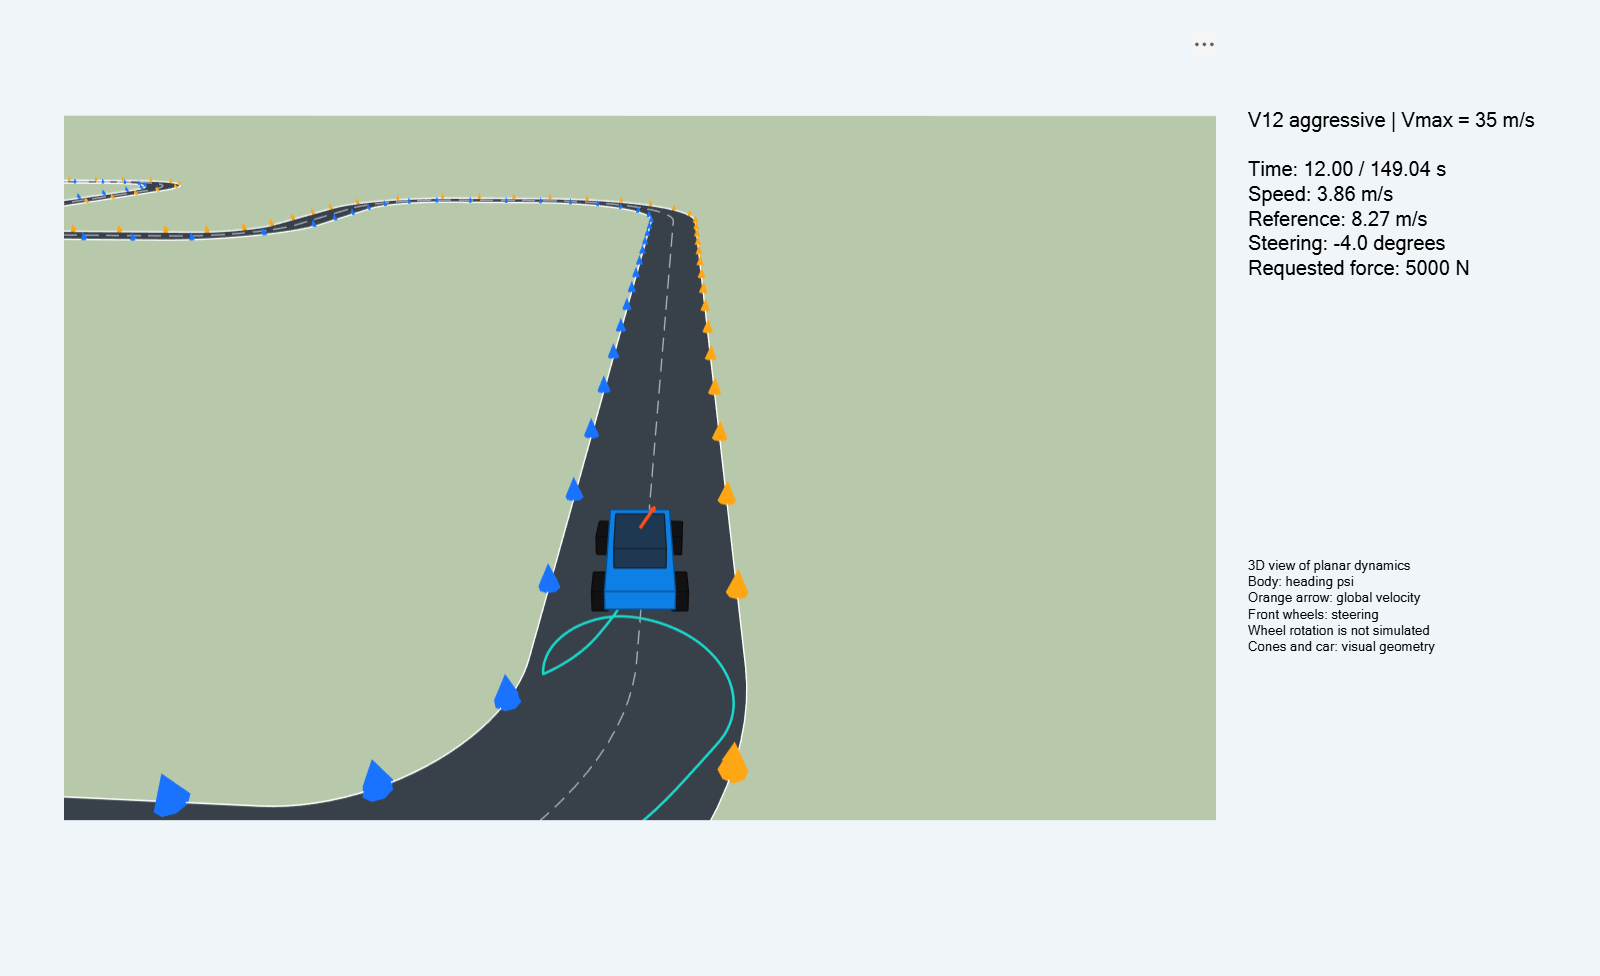 V12 aggressive | Vmax = 35 m/s
Time: 12.00 / 149.04 s
Speed: 3.86 m/s
Reference: 8.27 m/s
Steering: -4.0 degrees
Requested force: 5000 N
3D view of planar dynamics
Body: heading psi
Orange arrow: global velocity
Front wheels: steering
Wheel rotation is not simulated
Cones and car: visual geometry